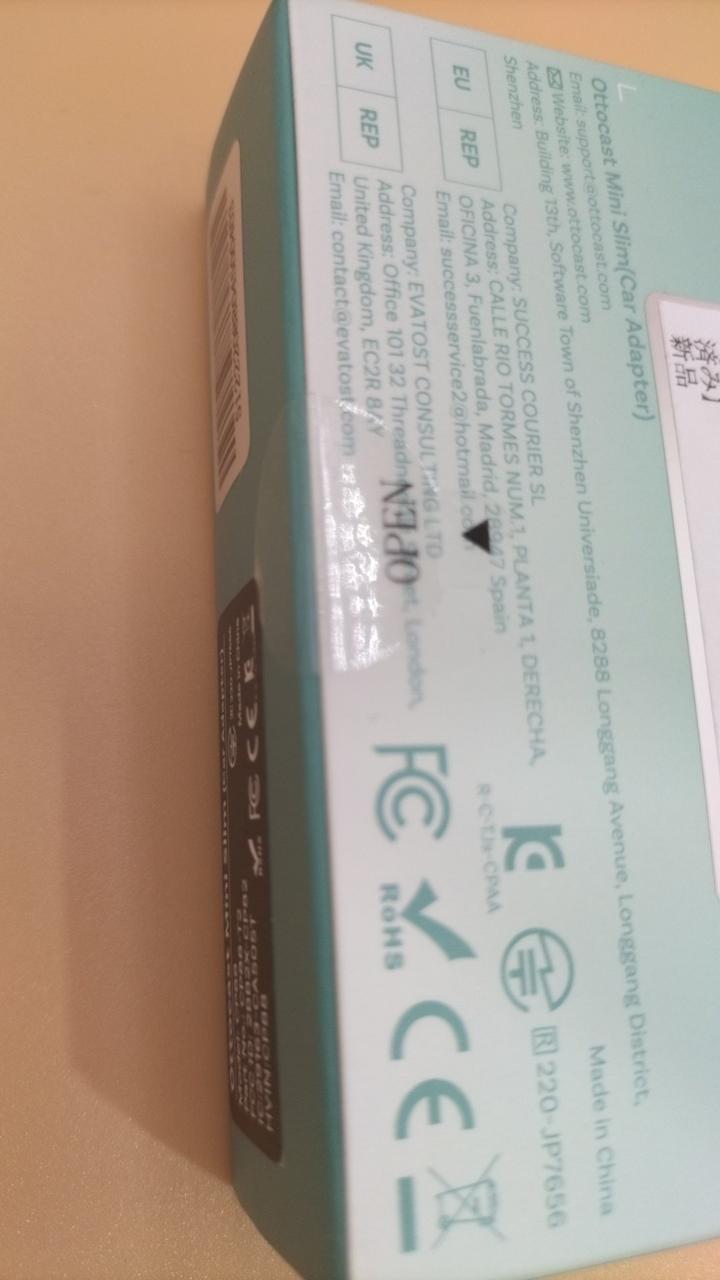 Ottocast Mini Slim(Car Adapter)
Email: support@ottocast.com
Website: www.ottocast.com
Address: Building 13th, Software Town of Shenzhen Universiade, 8288 Longgang Avenue, Longgang District,
Shenzhen
Made in China
EU REP
Company: SUCCESS COURIER SL
Address: CALLE RIO TORMES NUM.1, PLANTA 1, DERECHA,
OFICINA 3, Fuenlabrada, Madrid, 28947 Spain
Email: successservice2@hotmail.com
UK REP
Company: EVATOST CONSULTING LTD
Address: Office 101 32 London,
United Kingdom, EC2R 8AY
Email: contact@evatost.com
OPEN
R-C-TJs-CPAA
R 220-JP7656
FC
RoHS
CE
済み】
新品